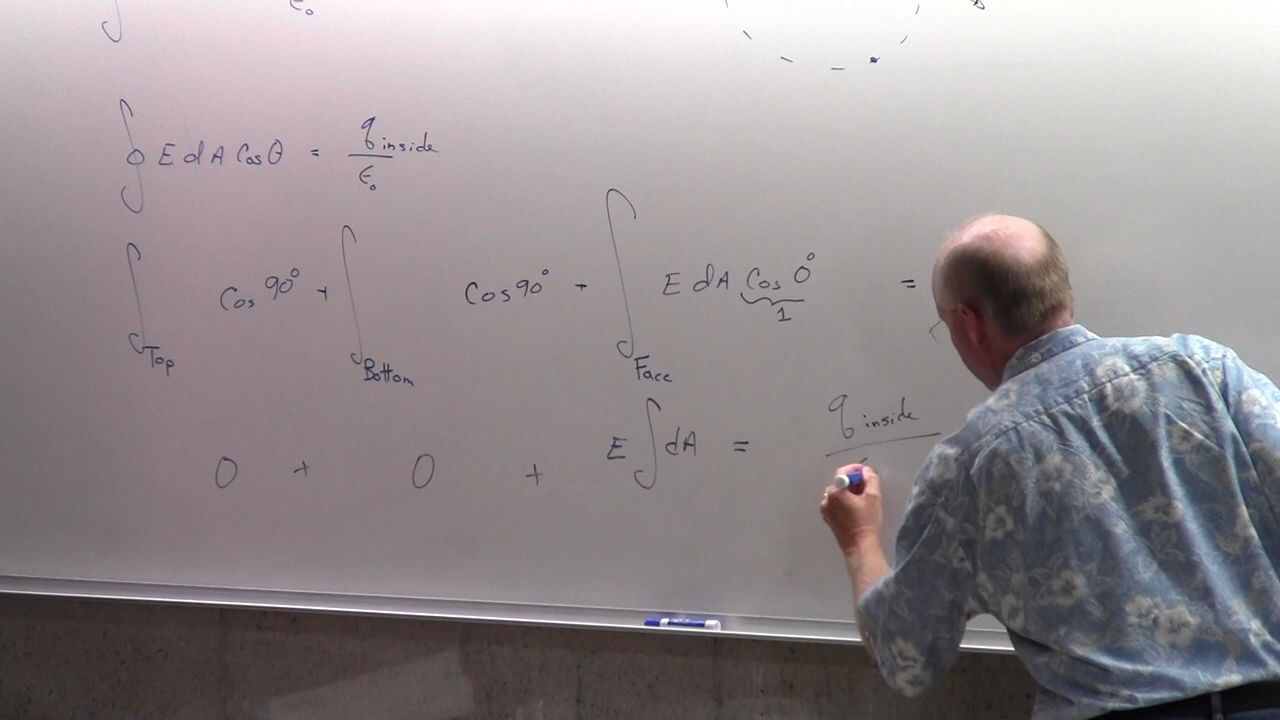 ∫ ε₀
∮ E dA Cos θ = q inside / ε₀
∫ Top Cos 90° + ∫ Bottom Cos 90° + ∫ Face E dA Cos 0° =
1
0 + 0 + E ∫ dA = q inside